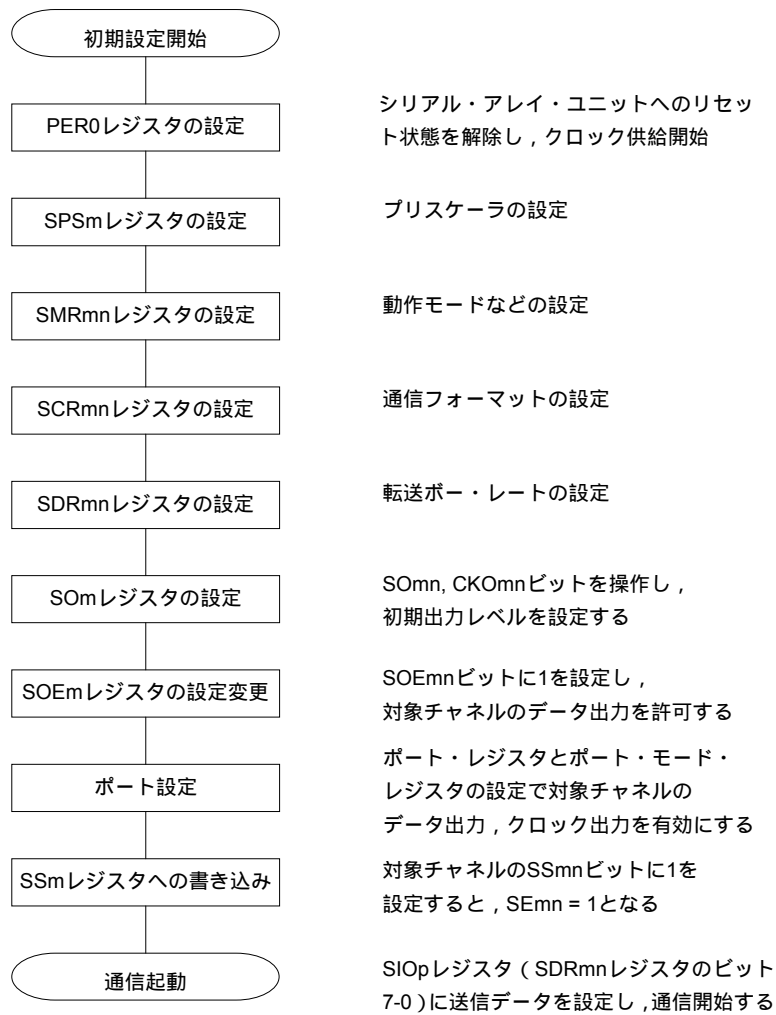 初期設定開始
PER0レジスタの設定
シリアル・アレイ・ユニットへのリセッ
ト状態を解除し，クロック供給開始
SPSmレジスタの設定
プリスケーラの設定
SMRmnレジスタの設定
動作モードなどの設定
SCRmnレジスタの設定
通信フォーマットの設定
SDRmnレジスタの設定
転送ボー・レートの設定
SOmレジスタの設定
SOmn, CKOmnビットを操作し，
初期出力レベルを設定する
SOEmレジスタの設定変更
SOEmnビットに1を設定し，
対象チャネルのデータ出力を許可する
ポート設定
ポート・レジスタとポート・モード・
レジスタの設定で対象チャネルの
データ出力，クロック出力を有効にする
SSmレジスタへの書き込み
対象チャネルのSSmnビットに1を
設定すると，SEmn = 1となる
通信起動
SIOpレジスタ（SDRmnレジスタのビット
7-0）に送信データを設定し，通信開始する